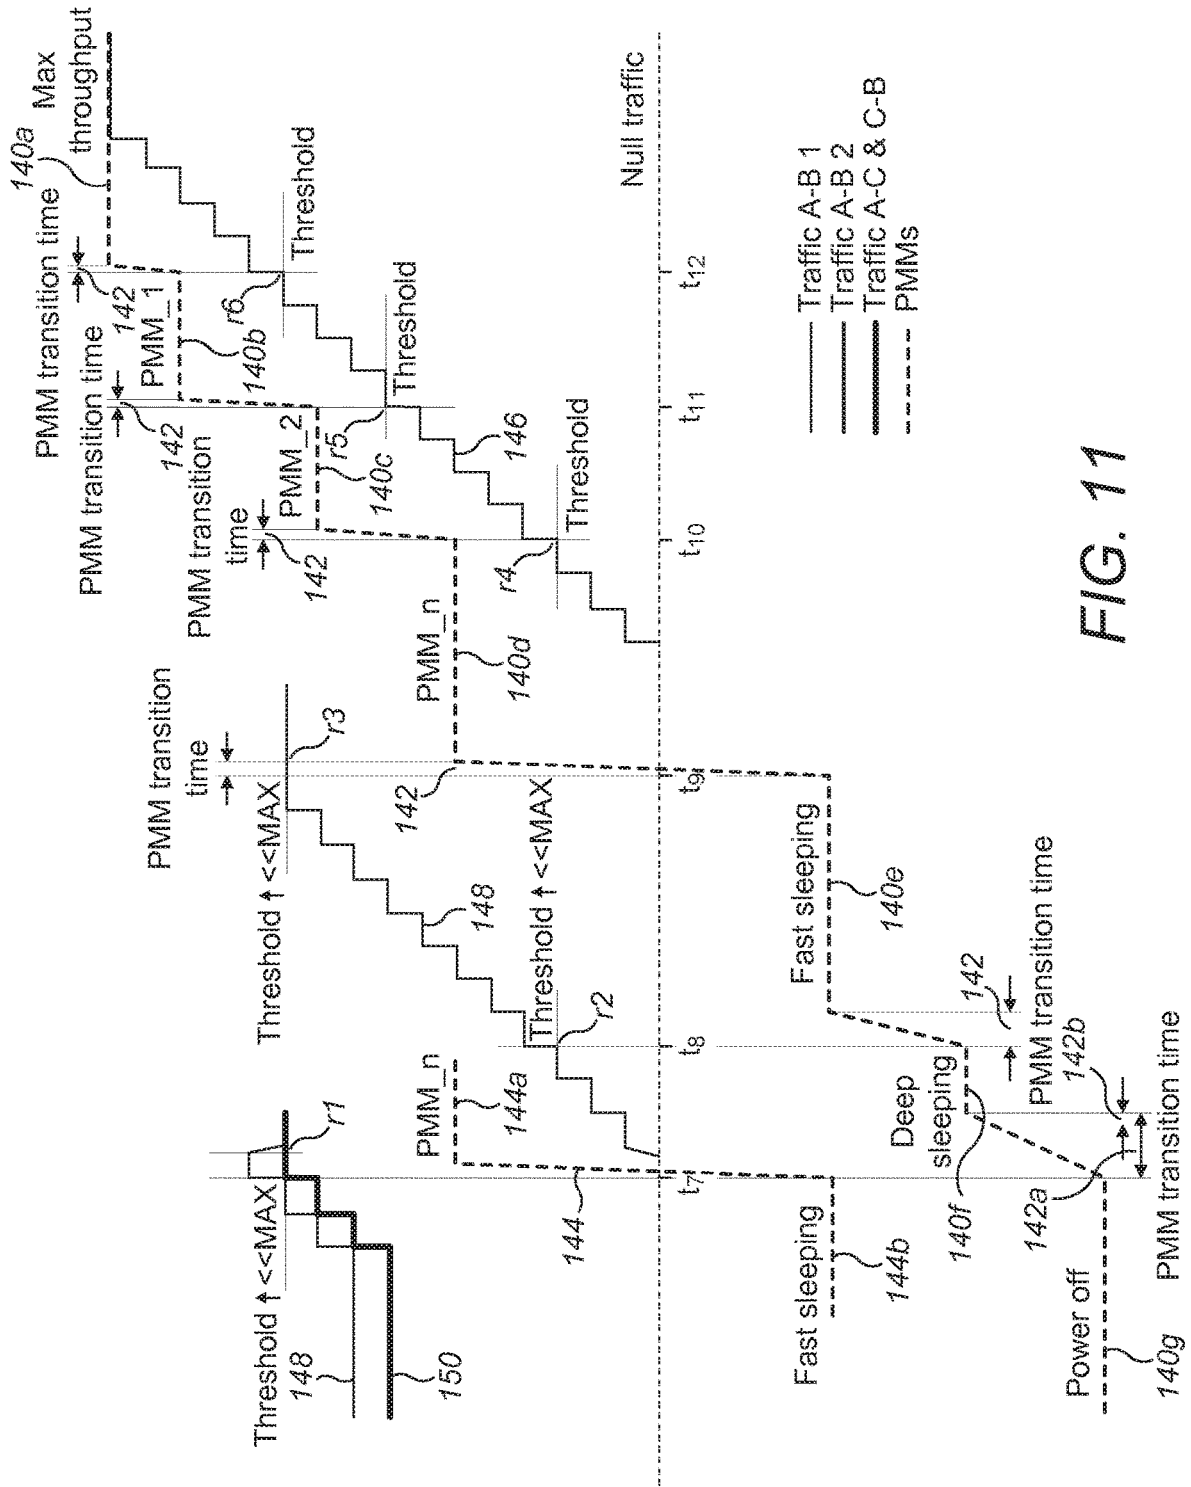 Threshold ↑ <<MAX
148
150
r1
PMM_n
144a
144
Fast sleeping
144b
Power off
140g
t7
Deep
sleeping
140f
142a
142b
PMM transition time
Threshold ↑ <<MAX
148
r3
Threshold ↑ <<MAX
r2
t8
142
PMM transition time
Fast sleeping
140e
PMM transition
time
142
t9
PMM_n
140d
PMM transition
time
142
r4
Threshold
t10
146
PMM_2
140c
PMM transition time
142
r5
Threshold
t11
PMM_1
140b
PMM transition time
142
r6
Threshold
t12
140a
Max
throughput
Null traffic
Traffic A-B 1
Traffic A-B 2
Traffic A-C & C-B
PMMs
FIG. 11